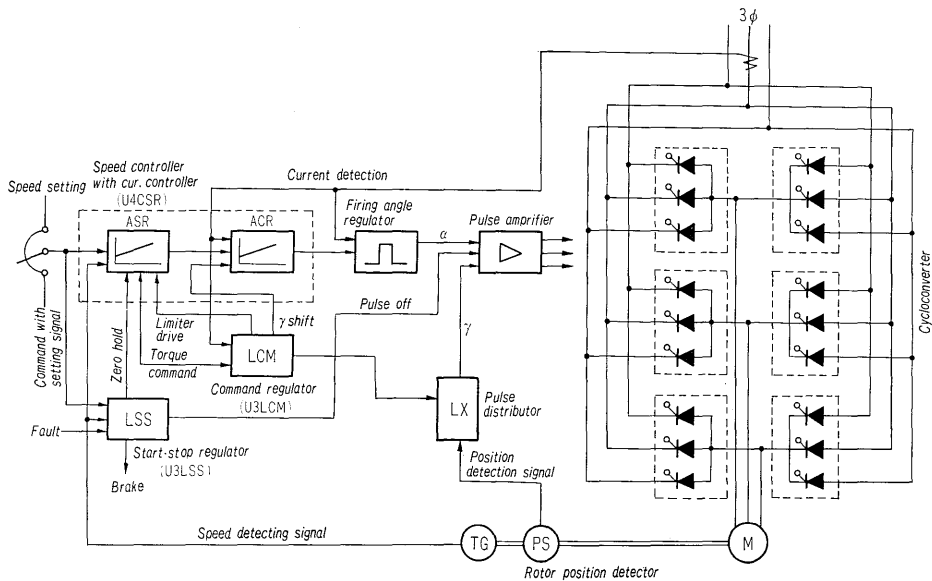 3φ
Speed controller
with cur. controller
(U4CSR)
Speed setting
Current detection
Firing angle
regulator
Pulse amprifier
ASR
ACR
α
Pulse off
γ shift
Limiter
drive
Torque
command
Zero hold
Command with
setting signal
LCM
Command regulator
(U3LCM)
γ
LX
Pulse
distributor
Cycloconverter
LSS
Fault
Start-stop regulator
(U3LSS)
Brake
Position
detection signal
Speed detecting signal
TG
PS
M
Rotor position detector